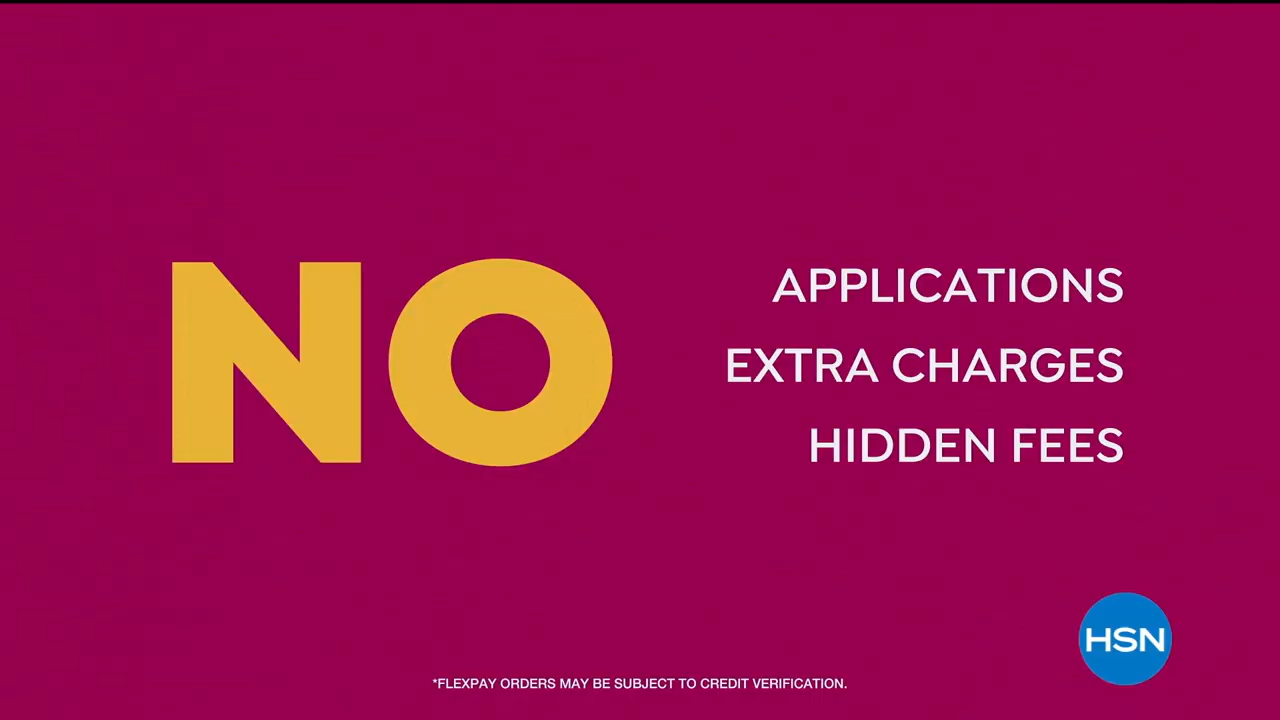 NO
APPLICATIONS
EXTRA CHARGES
HIDDEN FEES
HSN
*FLEXPAY ORDERS MAY BE SUBJECT TO CREDIT VERIFICATION.